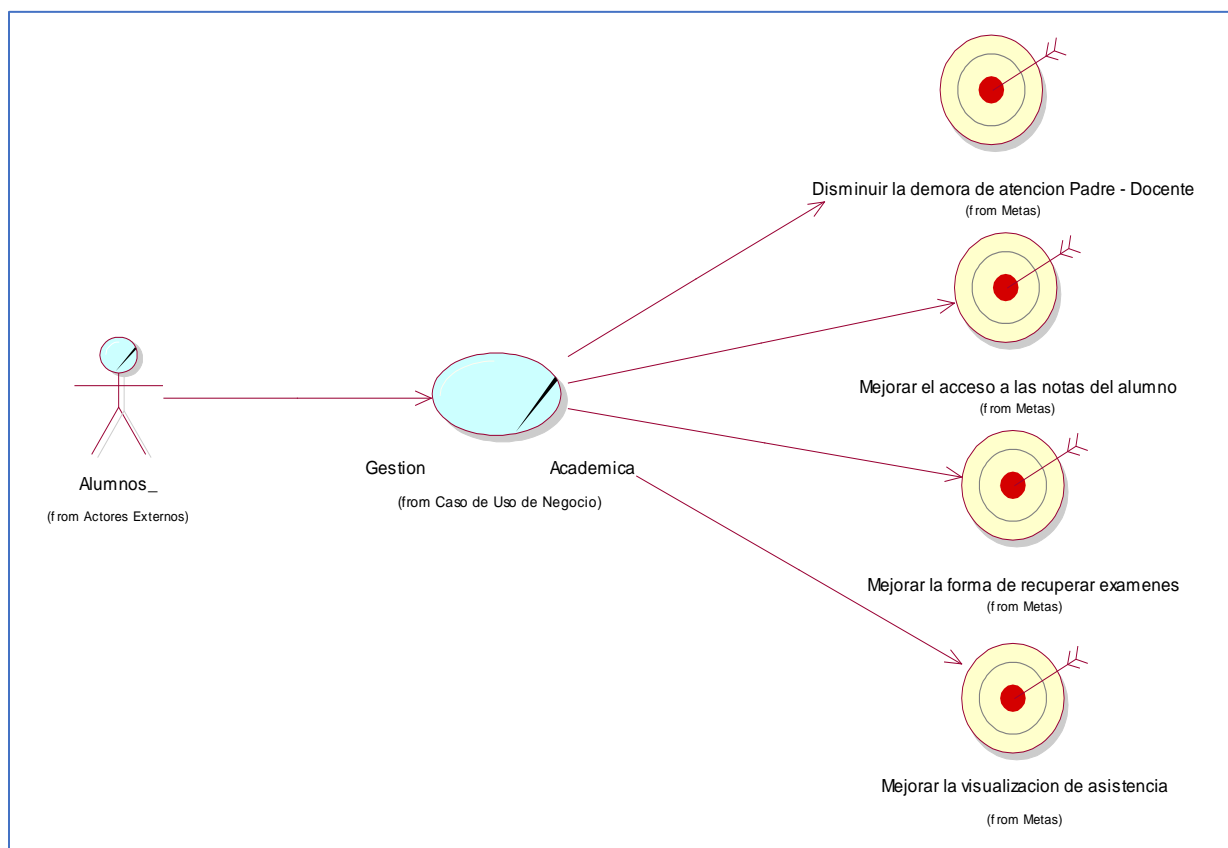 Disminuir la demora de atencion Padre - Docente
(from Metas)
Mejorar el acceso a las notas del alumno
(from Metas)
Gestion Academica
(from Caso de Uso de Negocio)
Alumnos_
(from Actores Externos)
Mejorar la forma de recuperar examenes
(from Metas)
Mejorar la visualizacion de asistencia
(from Metas)